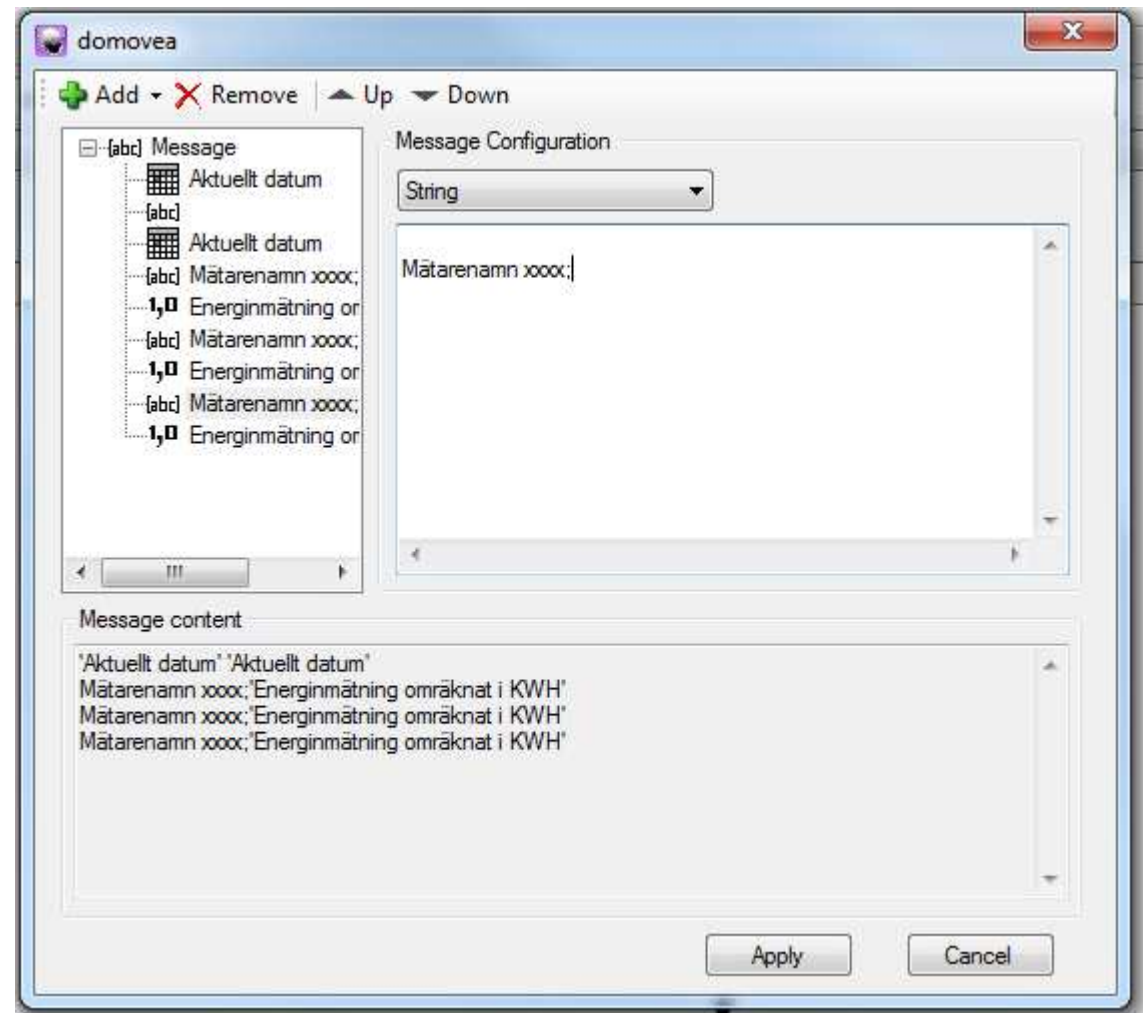 domovea
Add Remove Up Down
[abc] Message
Aktuellt datum
[abc]
Aktuellt datum
[abc] Mätarenamn xxxx;
1,0 Energinmätning or
[abc] Mätarenamn xxxx;
1,0 Energinmätning or
[abc] Mätarenamn xxxx;
1,0 Energinmätning or
Message Configuration
String
Mätarenamn xxxx;
Message content
'Aktuellt datum' 'Aktuellt datum'
Mätarenamn xxxx;'Energinmätning omräknat i KWH'
Mätarenamn xxxx;'Energinmätning omräknat i KWH'
Mätarenamn xxxx;'Energinmätning omräknat i KWH'
Apply Cancel